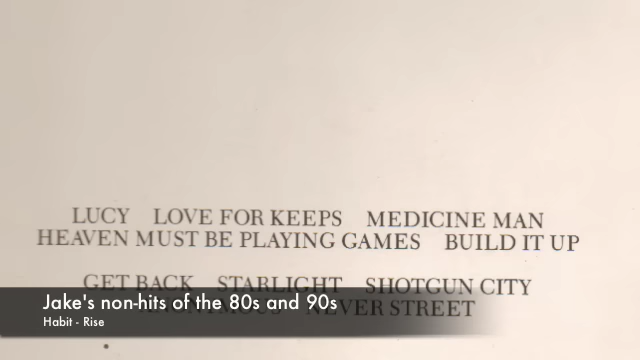 LUCY LOVE FOR KEEPS MEDICINE MAN
HEAVEN MUST BE PLAYING GAMES BUILD IT UP
GET BACK STARLIGHT SHOTGUN CITY
ANONYMOUS NEVER STREET
Jake's non-hits of the 80s and 90s
Habit - Rise